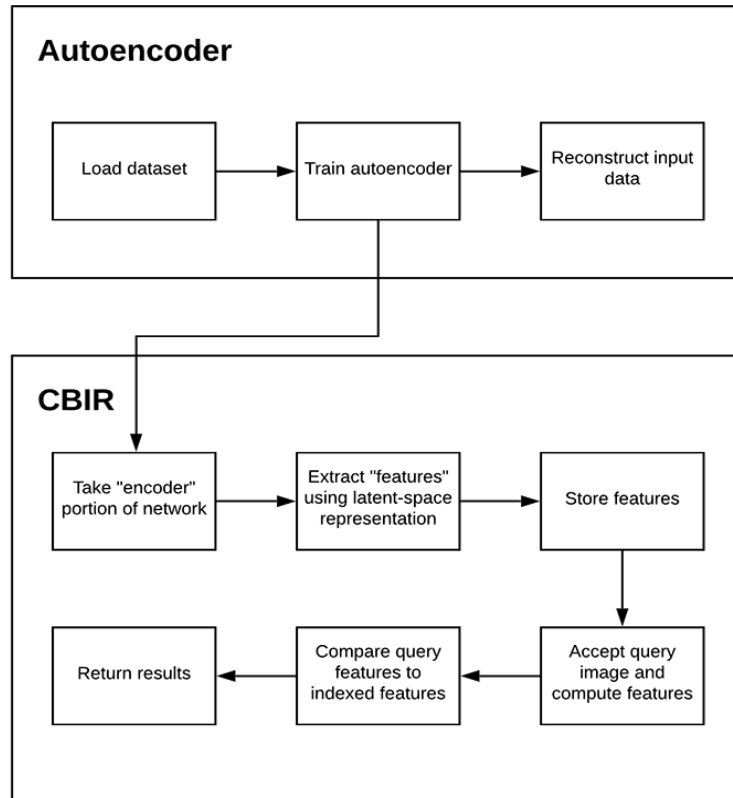 Autoencoder
Load dataset
Train autoencoder
Reconstruct input
data
CBIR
Take "encoder"
portion of network
Extract "features"
using latent-space
representation
Store features
Accept query
image and
compute features
Compare query
features to
indexed features
Return results